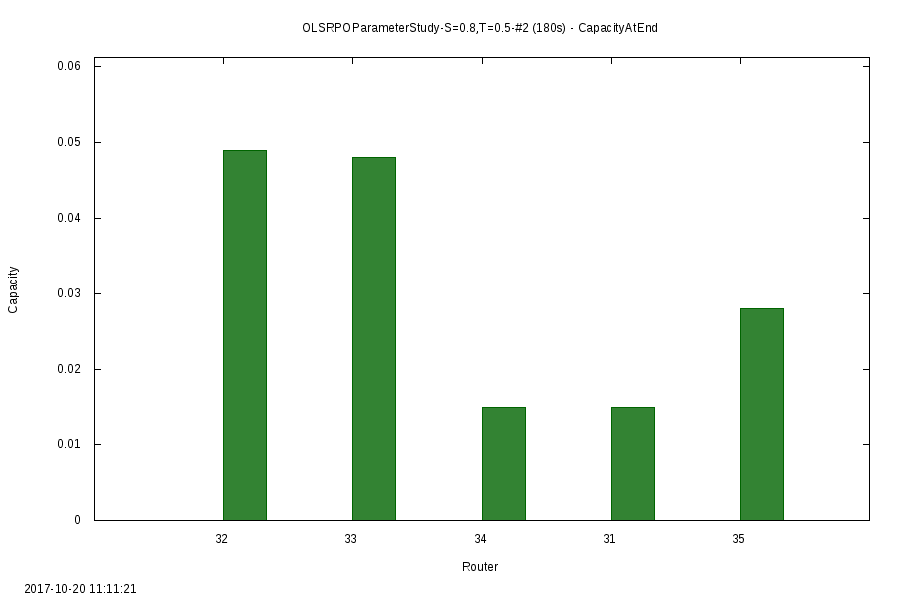 OLSRPOParameterStudy-S=0.8,T=0.5-#2 (180s) - CapacityAtEnd
0.06
0.05
0.04
0.03
0.02
0.01
0
Capacity
32 33 34 31 35
Router
2017-10-20 11:11:21